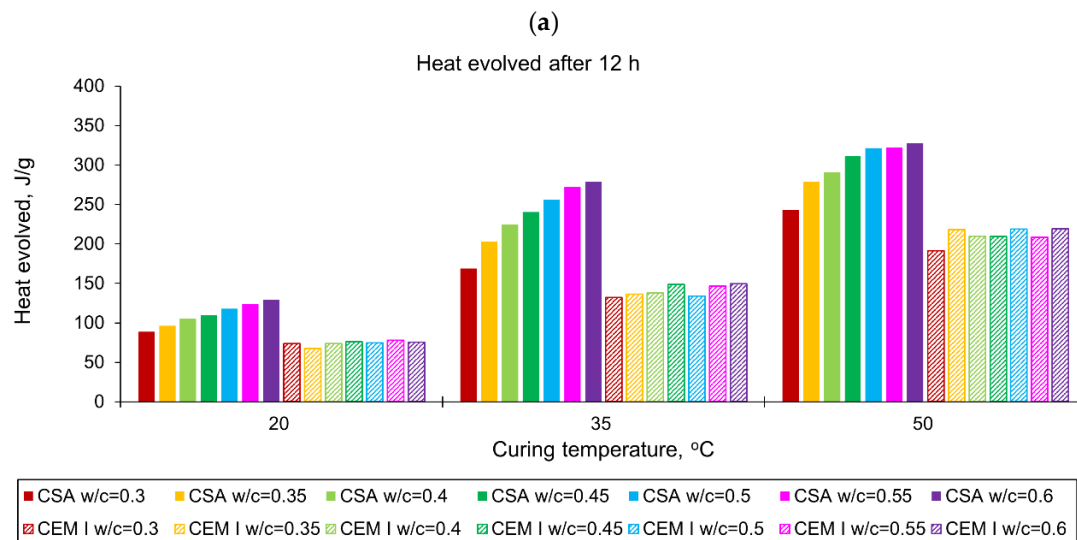 (a)
Heat evolved after 12 h
400
350
300
250
200
150
100
50
0
Heat evolved, J/g
20 35 50
Curing temperature, °C
CSA w/c=0.3 CSA w/c=0.35 CSA w/c=0.4 CSA w/c=0.45 CSA w/c=0.5 CSA w/c=0.55 CSA w/c=0.6
CEM I w/c=0.3 CEM I w/c=0.35 CEM I w/c=0.4 CEM I w/c=0.45 CEM I w/c=0.5 CEM I w/c=0.55 CEM I w/c=0.6